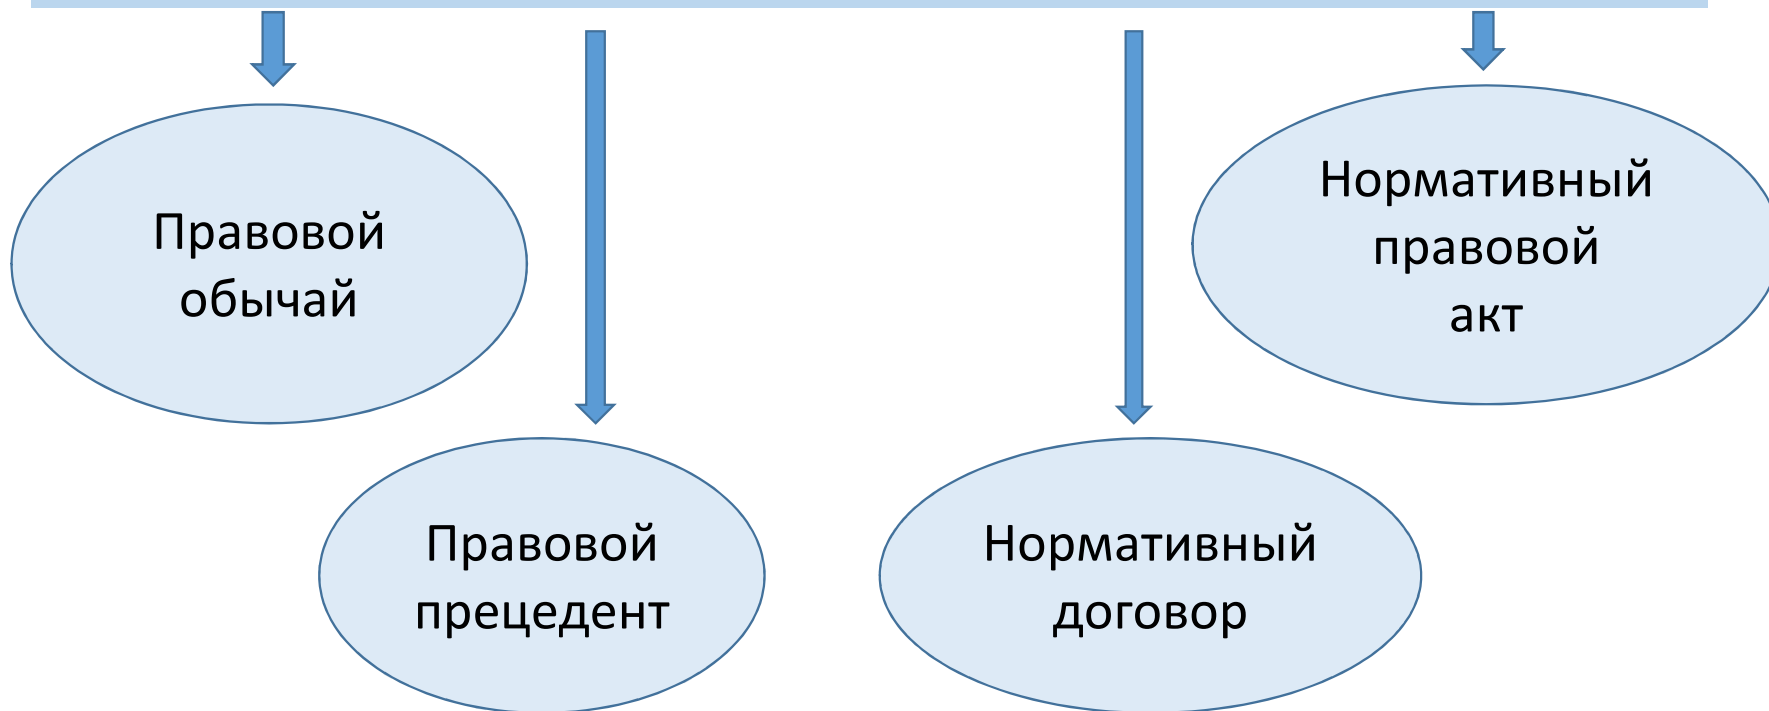 Правовой
обычай
Нормативный
правовой
акт
Правовой
прецедент
Нормативный
договор